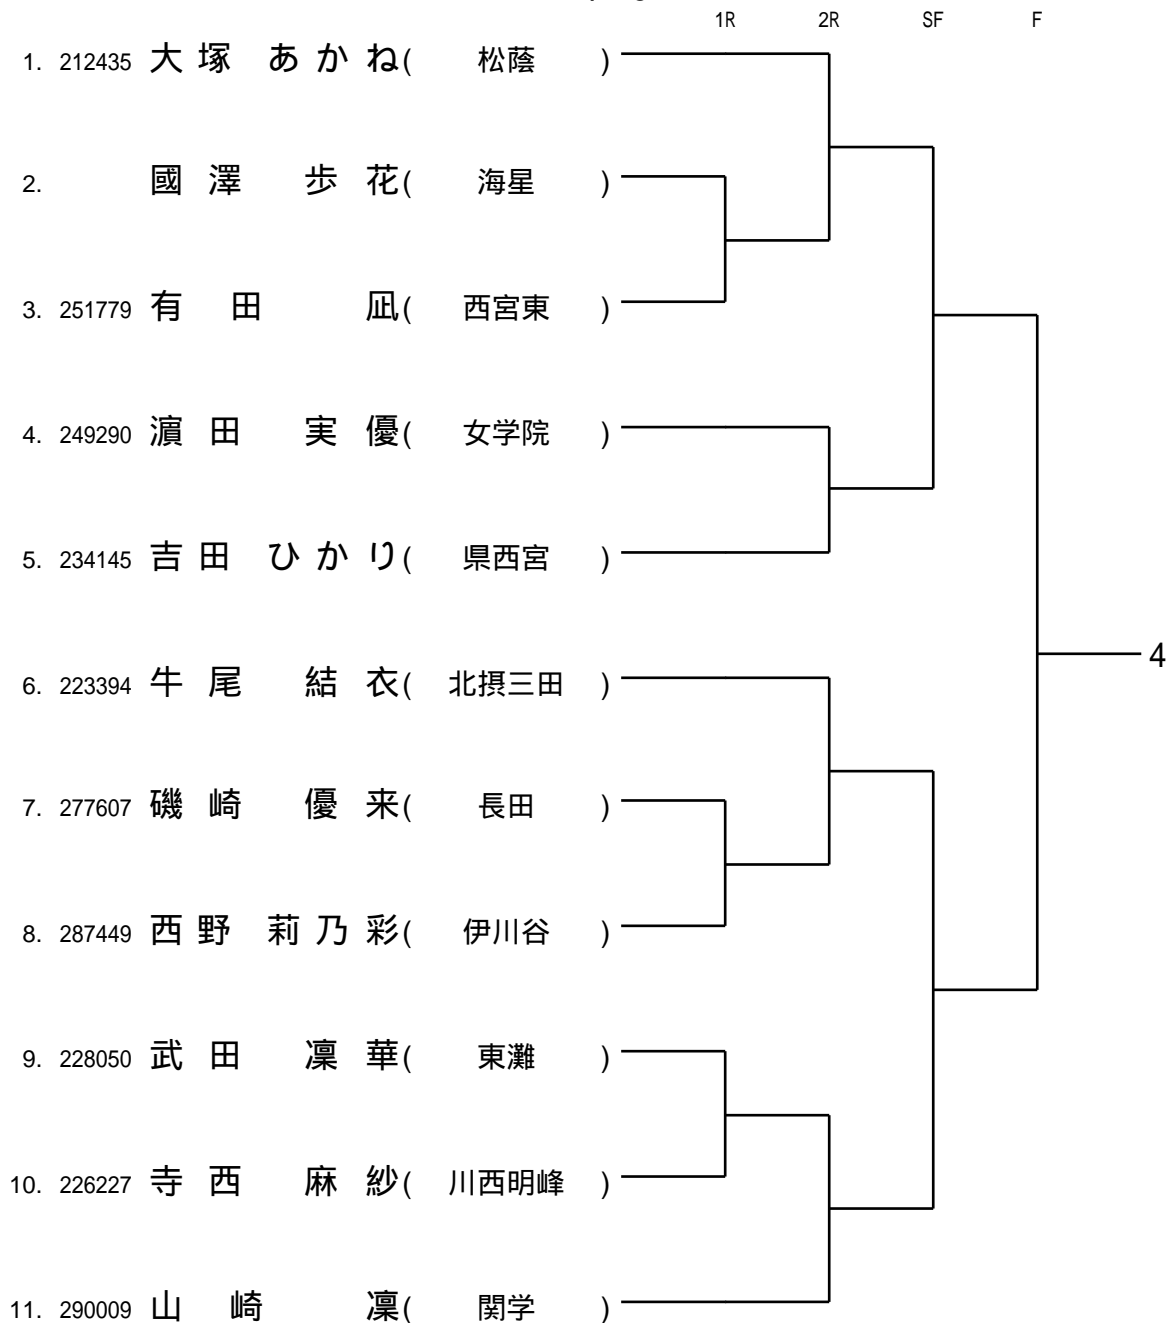 1R 2R SF F
1. 212435 大塚 あかね( 松蔭 )
2. 國澤 歩花( 海星 )
3. 251779 有田 凪( 西宮東 )
4. 249290 濵田 実優( 女学院 )
5. 234145 吉田 ひかり( 県西宮 )
6. 223394 牛尾 結衣( 北摂三田 )
4
7. 277607 磯崎 優来( 長田 )
8. 287449 西野 莉乃彩( 伊川谷 )
9. 228050 武田 凜華( 東灘 )
10. 226227 寺西 麻紗( 川西明峰 )
11. 290009 山崎 凜( 関学 )